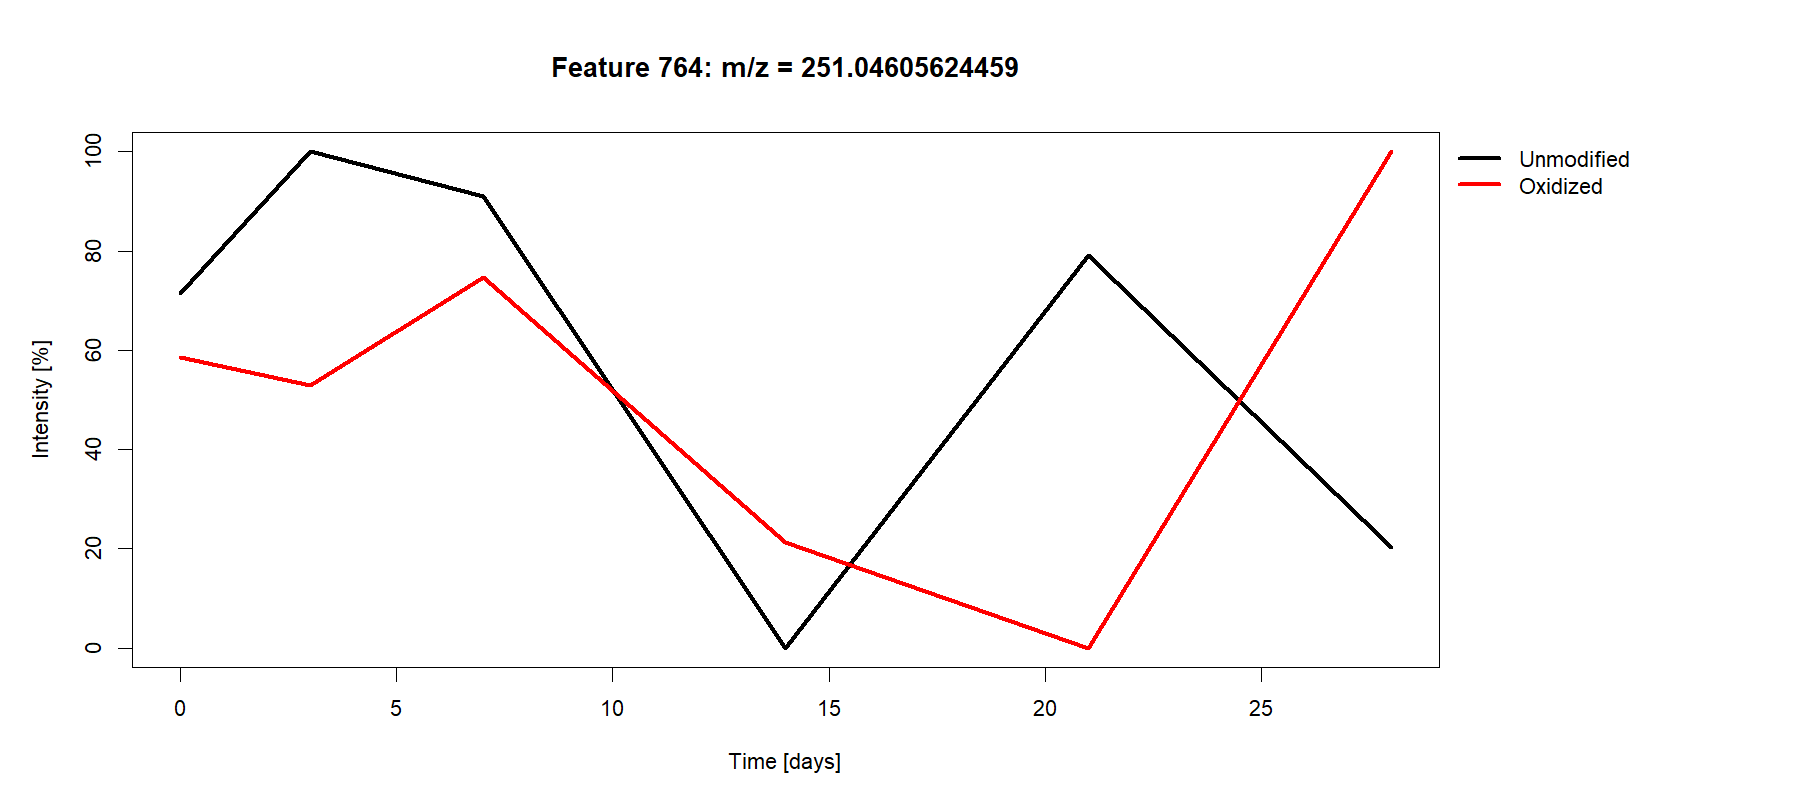 Feature 764: m/z = 251.04605624459
Unmodified
Oxidized
Intensity [%]
100
80
60
40
20
0
0 5 10 15 20 25
Time [days]